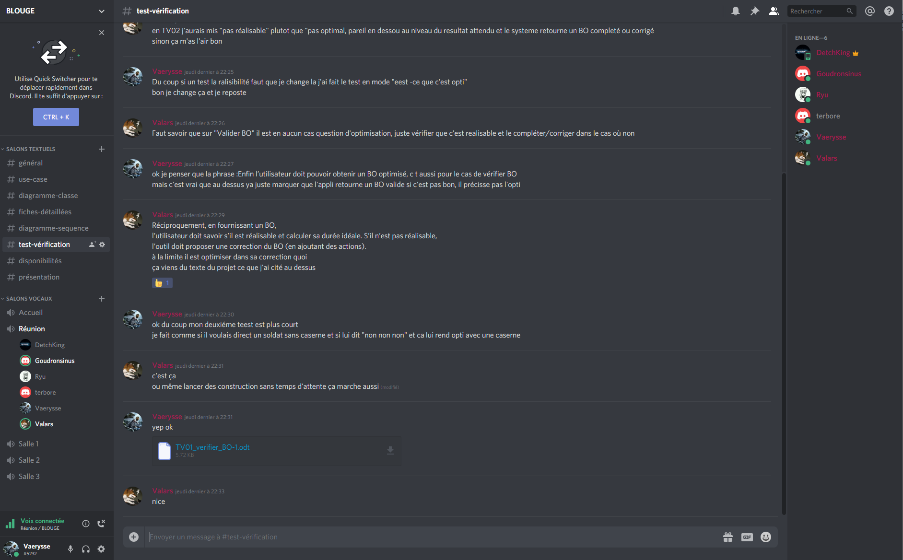 BLOUGE
Utilise Quick Switcher pour te
déplacer rapidement dans
Discord. Il te suffit d'appuyer sur :
CTRL + K
SALONS TEXTUELS
# général
# use-case
# diagramme-classe
# fiches-détaillées
# diagramme-sequence
# test-vérification
# disponibilités
# présentation
SALONS VOCAUX
Accueil
Réunion
DatchKing
Goudronsinus
Ryu
terbore
Vaerysse
Valars
Salle 1
Salle 2
Salle 3
Voix connectée
Réunion / BLOUGE
Vaerysse
# test-vérification
Rechercher
en TV02 j'aurais mis "pas réalisable" plutot que "pas optimal, pareil en dessous au niveau du resultat attendu et le systeme retourne un BO completé ou corrigé
sinon ça m'as l'air bon
Vaerysse jeudi dernier à 22:25
Du coup si un test la ralisibilité faut que je change la j'ai fait le test en mode "eest -ce que c'est opti"
bon je change ça et je reposte
Valars jeudi dernier à 22:26
Faut savoir que sur "Valider BO" il est en aucun cas question d'optimisation, juste vérifier que c'est realisable et le compléter/corriger dans le cas où non
Vaerysse jeudi dernier à 22:27
ok je penser que la phrase :Enfin l'utilisateur doit pouvoir obtenir un BO optimisé, c t aussi pour le cas de vérifier BO
mais c'est vrai que au dessus ya juste marquer que l'appli retourne un BO valide si c'est pas bon, il précisse pas l'opti
Valars jeudi dernier à 22:29
Réciproquement, en fournissant un BO,
l'utilisateur doit savoir s'il est réalisable et calculer sa durée idéale. S'il n'est pas réalisable,
l'outil doit proposer une correction du BO (en ajoutant des actions).
à la limite il est optimiser dans sa correction quoi
ça viens du texte du projet ce que j'ai cité au dessus
1
Vaerysse jeudi dernier à 22:30
ok du coup mon deuxiéme teest est plus court
je fait comme si il voulais direct un soldat sans caserne et si lui dit "non non non" et ca lui rend opti avec une caserne
Valars jeudi dernier à 22:31
c'est ça
ou même lancer des construction sans temps d'attente ça marche aussi
Vaerysse jeudi dernier à 22:31
yep ok
TV01_verifier_BO-1.odt
Valars jeudi dernier à 22:33
nice
Envoyer un message à #test-vérification
GIF
EN LIGNE—6
DatchKing
Goudronsinus
Ryu
terbore
Vaerysse
Valars